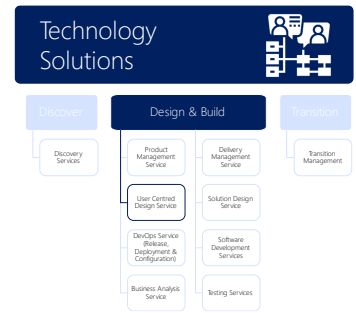 Technology
Solutions
Discover
Design & Build
Transition
Discovery
Services
Product
Management
Service
Delivery
Management
Service
Transition
Management
User Centred
Design Service
Solution Design
Service
DevOps Service
(Release,
Deployment &
Configuration)
Software
Development
Services
Business Analysis
Service
Testing Services